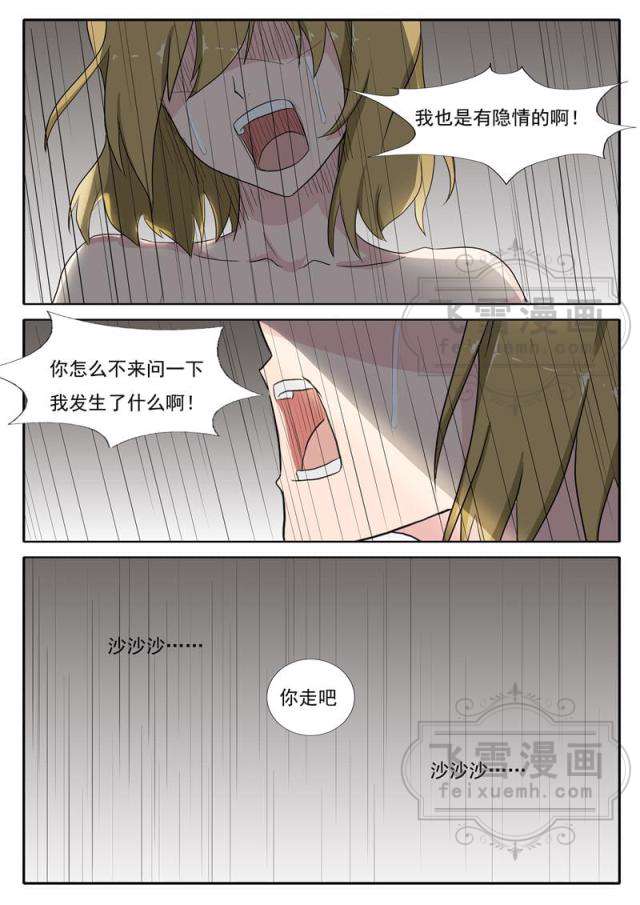 我也是有隐情的啊！
飞雪漫画
feixuemh.com
你怎么不来问一下
我发生了什么啊！
沙沙沙……
你走吧
飞雪漫画
沙沙沙……
feixuemh.com